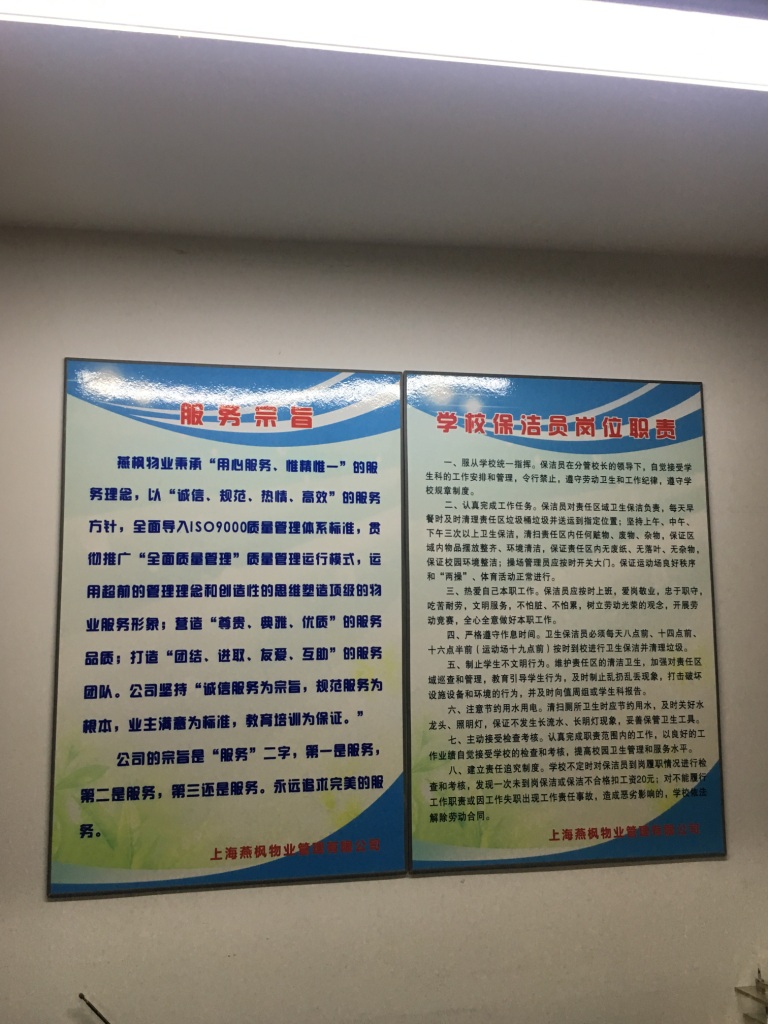 服务宗旨
燕枫物业秉承“用心服务、惟精惟一”的服
务理念，以“诚信、规范、热情、高效”的服务
方针，全面导入ISO9000质量管理体系标准，贯
彻推广“全面质量管理”质量管理运行模式，运
用超前的管理理念和创造性的思维塑造顶级的物
业服务形象；营造“尊贵、典雅、优质”的服务
品质；打造“团结、进取、友爱、互助”的服务
团队。公司坚持“诚信服务为宗旨，规范服务为
根本，业主满意为标准，教育培训为保证。”
公司的宗旨是“服务”二字，第一是服务，
第二是服务，第三还是服务。永远追求完美的服
务。
上海燕枫物业管理有限公司
学校保洁员岗位职责
一、服从学校统一指挥。保洁员在分管校长的领导下，自觉接受学
生科的工作安排和管理，令行禁止，遵守劳动卫生和工作纪律，遵守学
校规章制度。
二、认真完成工作任务。保洁员对责任区域卫生保洁负责，每天早
餐时及时清理责任区垃圾桶垃圾并送运到指定位置；坚持上午、中午、
下午三次以上卫生保洁，清扫责任区内任何赃物、废物、杂物，保证区
域内物品摆放整齐、环境清洁，保证责任区内无废纸、无落叶、无杂物，
保证校园环境整洁；操场管理员应按时开关大门。保证运动场良好秩序
和“两操”、体育活动正常进行。
三、热爱自己本职工作。保洁员应按时上班，爱岗敬业，忠于职守，
吃苦耐劳，文明服务，不怕脏、不怕累，树立劳动光荣的观念，开展劳
动竞赛，全心全意做好本职工作。
四、严格遵守作息时间。卫生保洁员必须每天八点前、十四点前、
十六点半前（运动场十九点前）按时到校进行卫生保洁并清理垃圾。
五、制止学生不文明行为。维护责任区的清洁卫生，加强对责任区
域巡查和管理，教育引导学生行为，及时制止乱扔乱丢现象，打击破坏
设施设备和环境的行为，并及时向值周组或学生科报告。
六、注意节约用水用电。清扫厕所卫生时应节约用水，及时关好水
龙头、照明灯，保证不发生长流水、长明灯现象，妥善保管卫生工具。
七、主动接受检查考核。认真完成职责范围内的工作，以良好的工
作业绩自觉接受学校的检查和考核，提高校园卫生管理和服务水平。
八、建立责任追究制度。学校不定时对保洁员到岗履职情况进行检
查和考核，发现一次未到岗保洁或保洁不合格扣工资20元；对不能履行
工作职责或因工作失职出现工作责任事故，造成恶劣影响的，学校依法
解除劳动合同。
上海燕枫物业管理有限公司